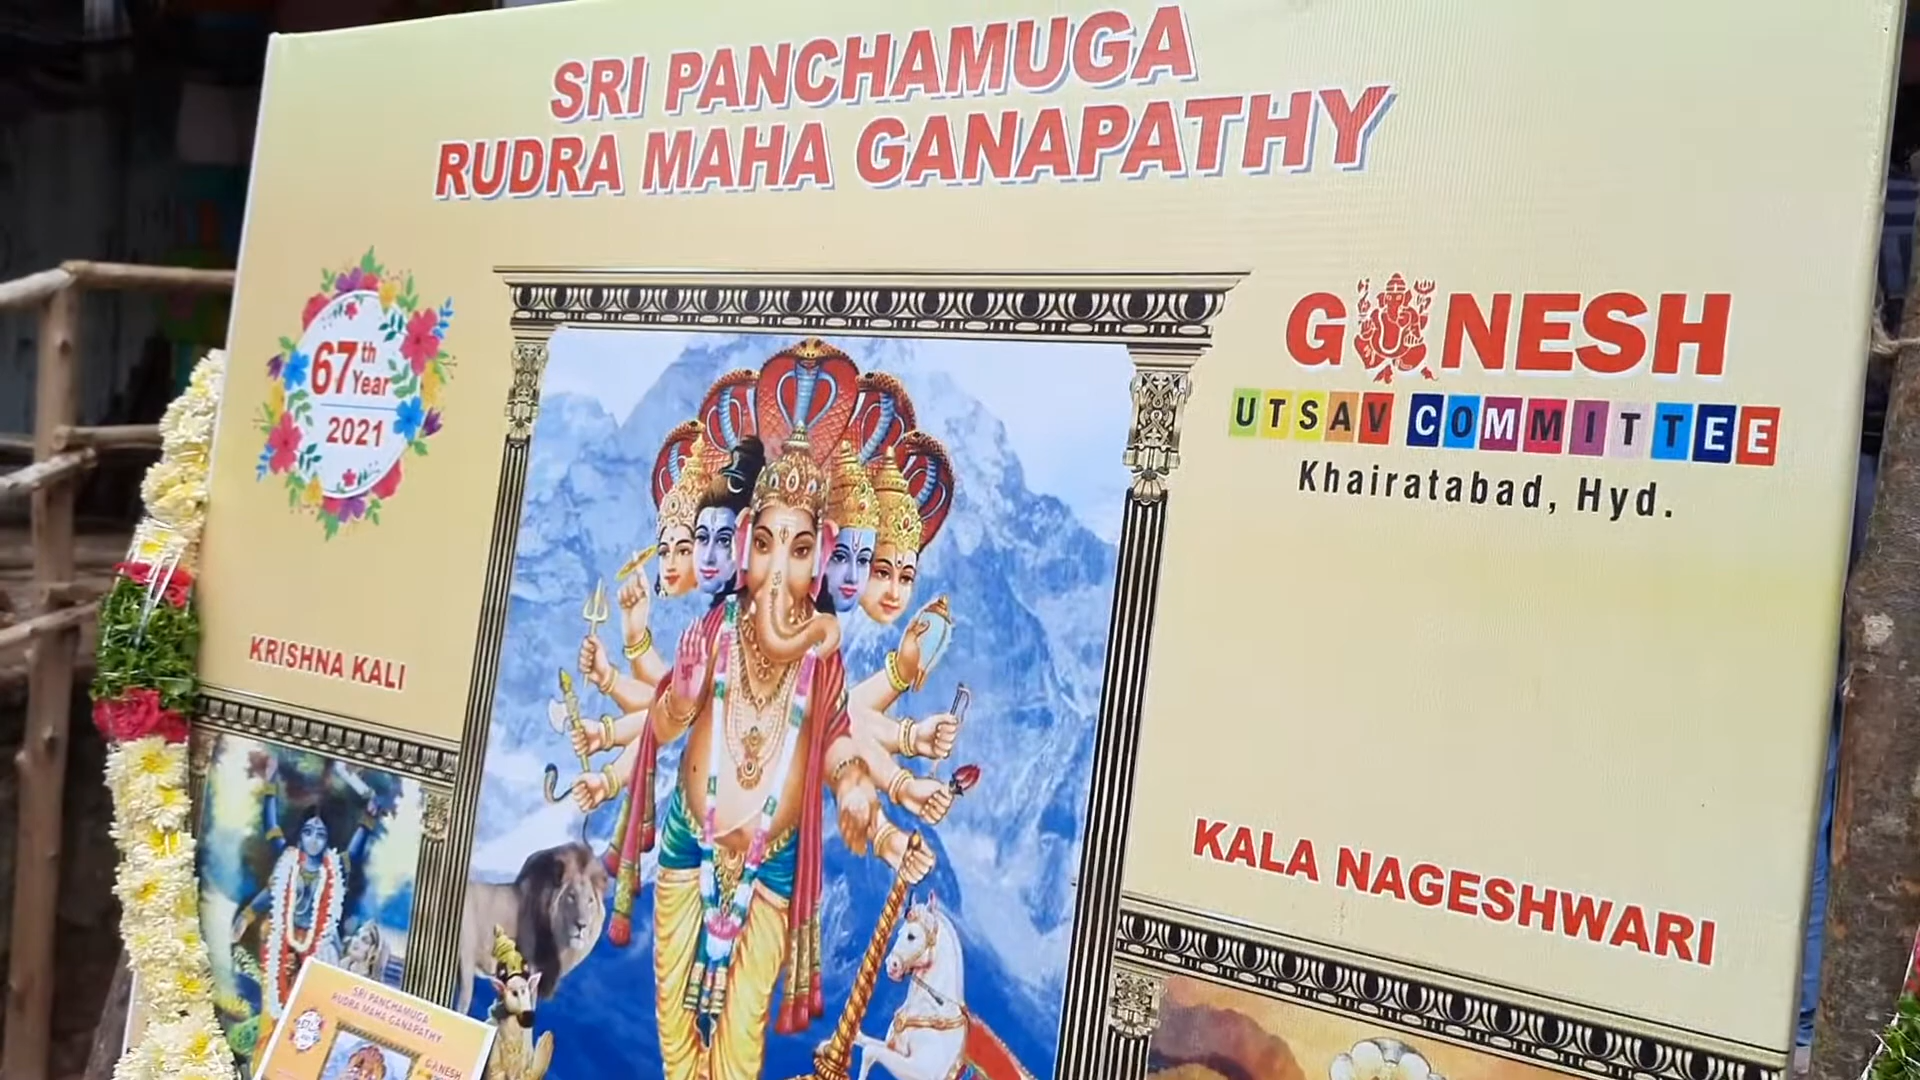 SRI PANCHAMUGA
RUDRA MAHA GANAPATHY
67th Year
2021
GANESH
UTSAV COMMITTEE
Khairatabad, Hyd.
KRISHNA KALI
KALA NAGESHWARI
SRI PANCHAMUGA
RUDRA MAHA GANAPATHY
GANESH